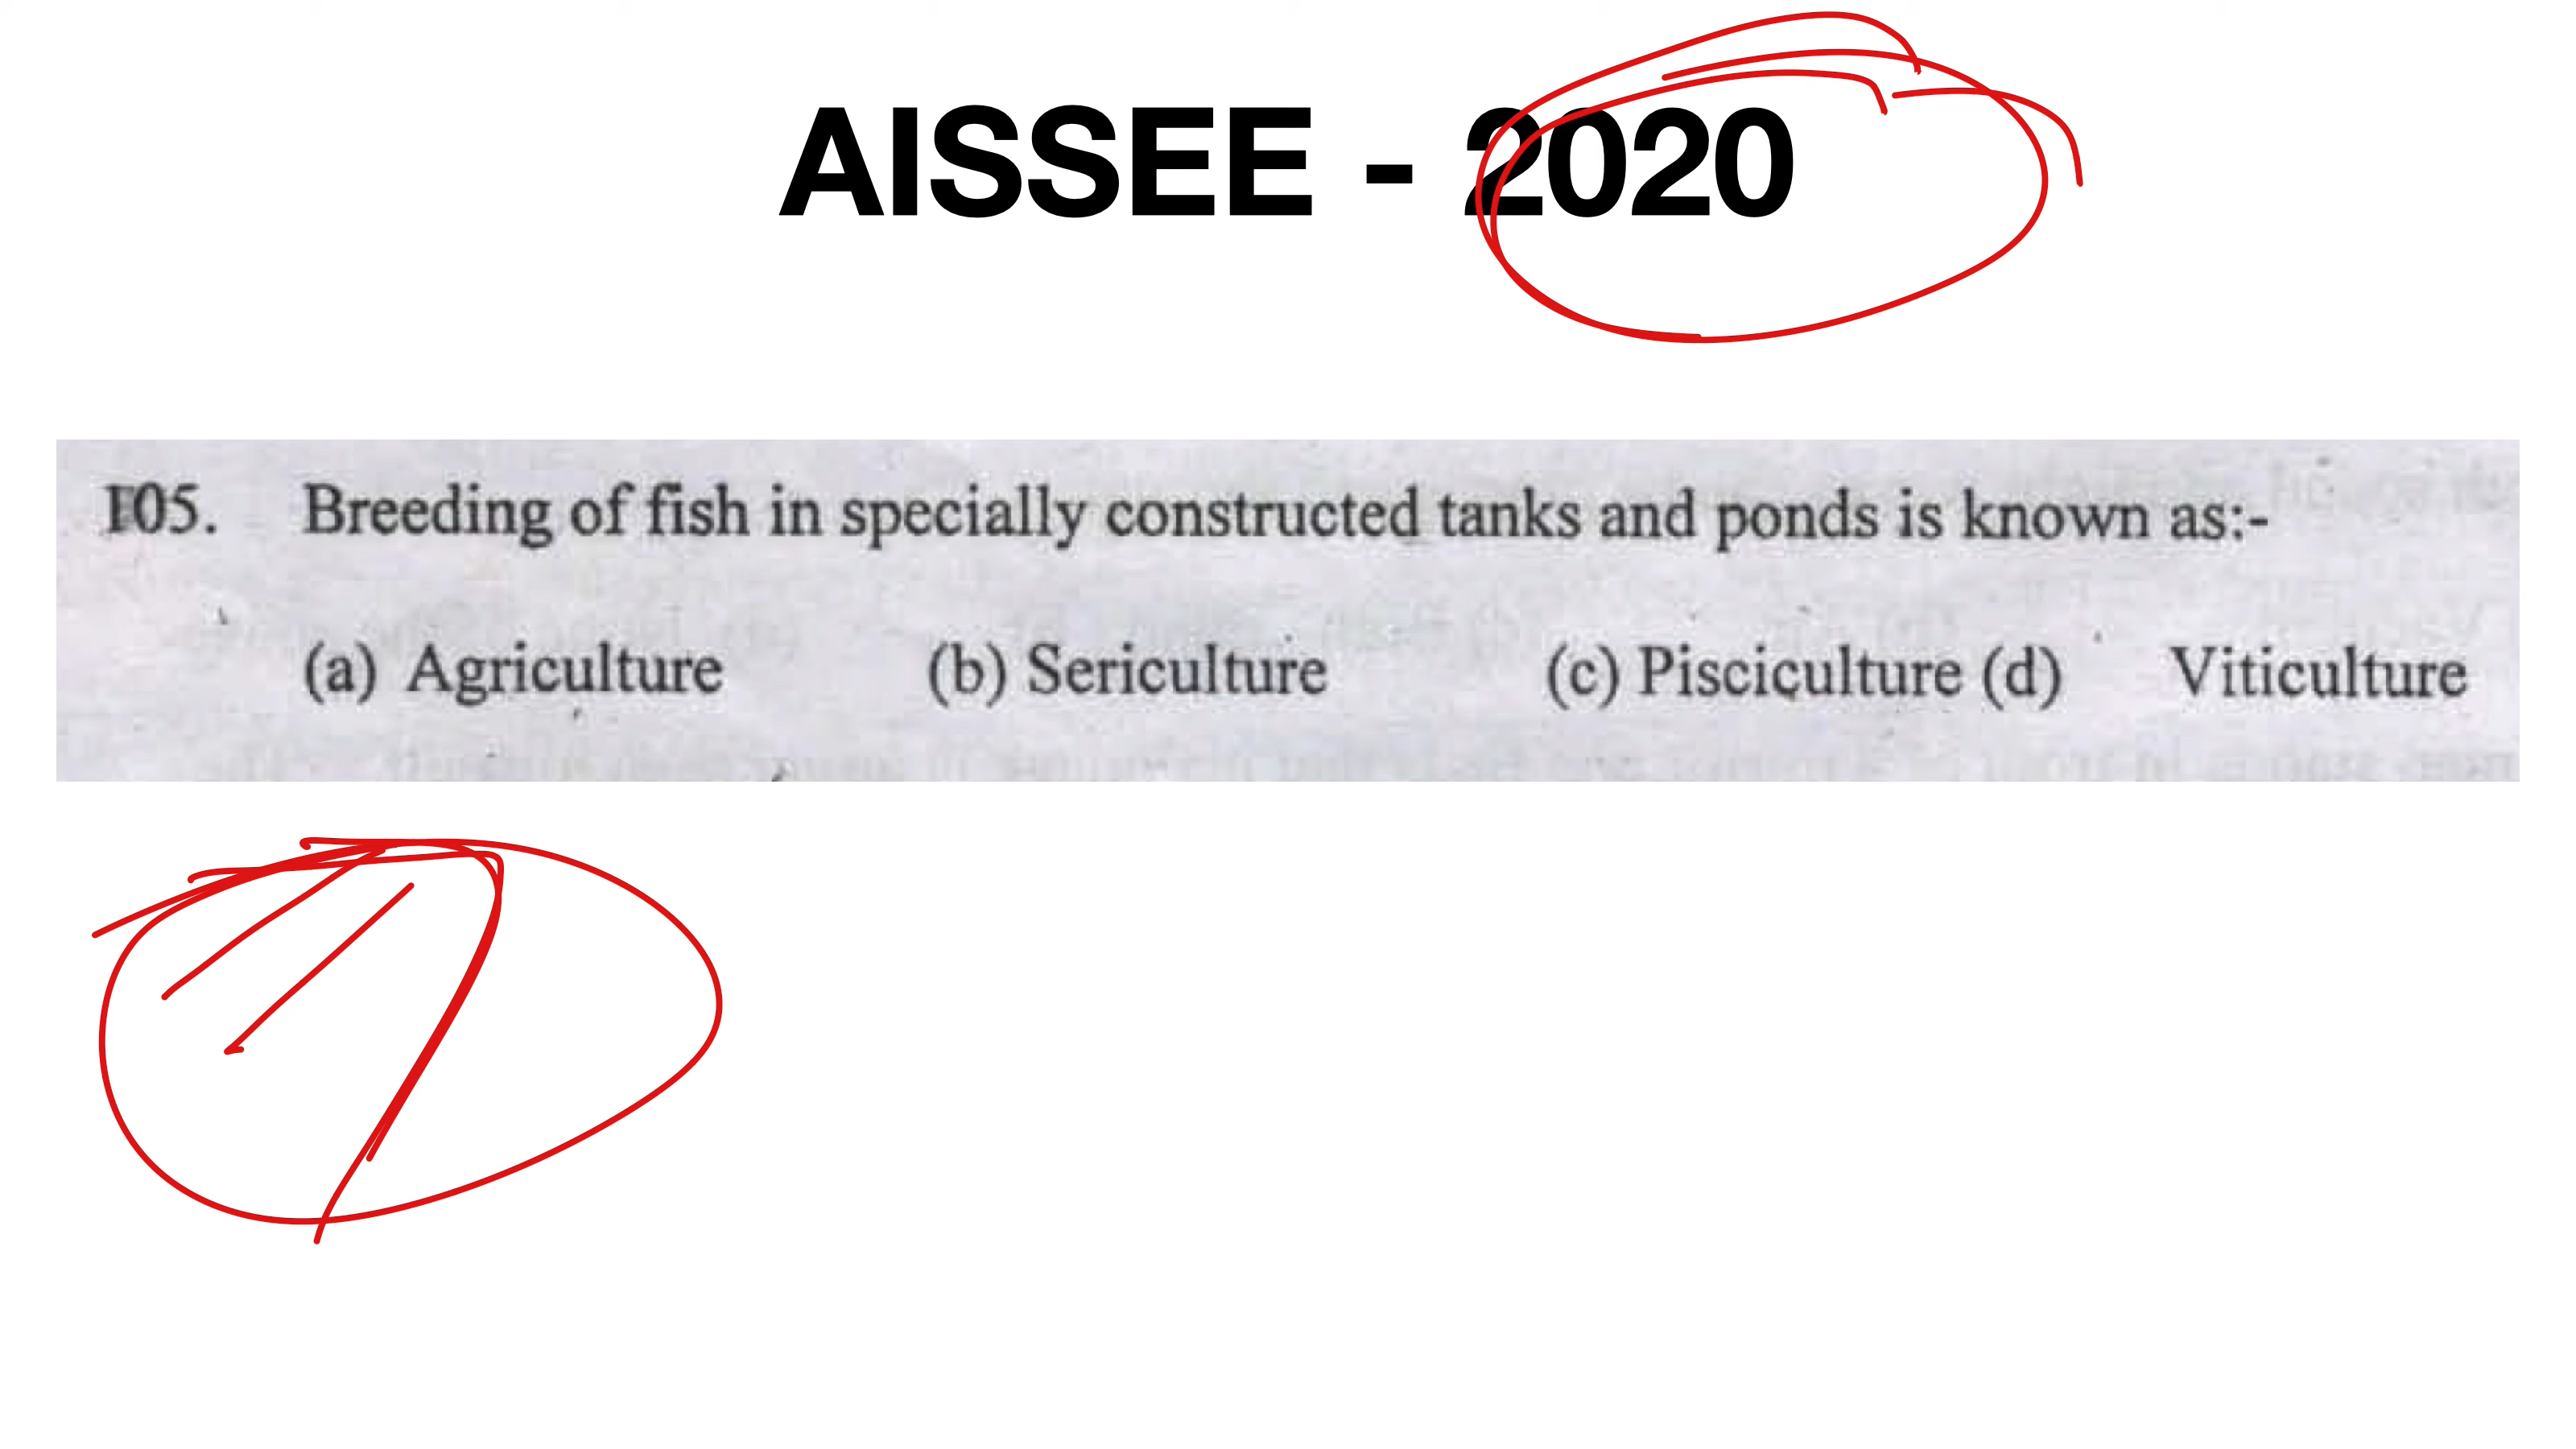 AISSEE - 2020
105. Breeding of fish in specially constructed tanks and ponds is known as:-
(a) Agriculture (b) Sericulture (c) Pisciculture (d) Viticulture